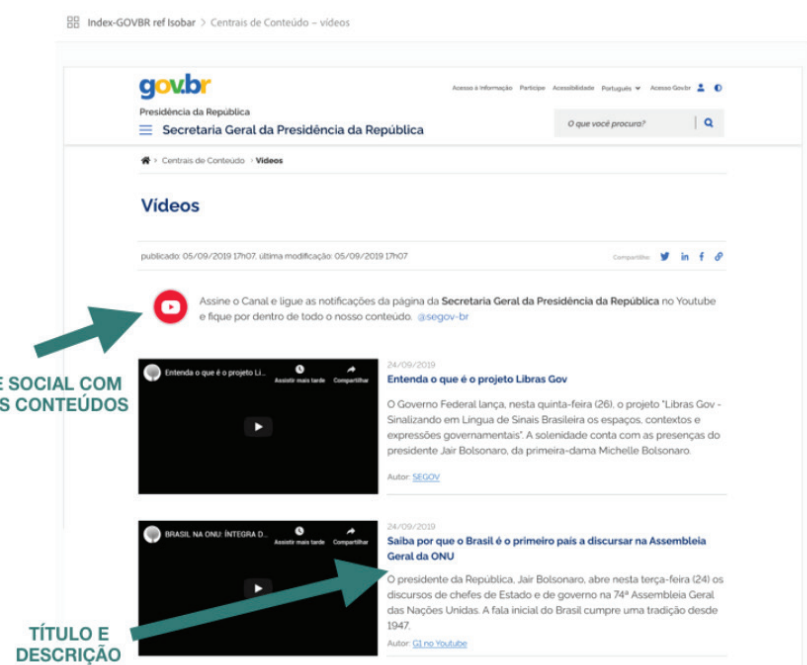 Index-GOVBR ref Isobar > Centrais de Conteúdo – vídeos
gov.br
Acesso à Informação Participe Acessibilidade Português Acesso Gov.br
Presidência da República
Secretaria Geral da Presidência da República
O que você procura?
> Centrais de Conteúdo > Vídeos
Vídeos
publicado: 05/09/2019 17h07, última modificação: 05/09/2019 17h07
Compartilhe:
Assine o Canal e ligue as notificações da página da Secretaria Geral da Presidência da República no Youtube
e fique por dentro de todo o nosso conteúdo. @segov-br
E SOCIAL COM
S CONTEÚDOS
Entenda o que é o projeto Li...
Assistir mais tarde Compartilhar
24/09/2019
Entenda o que é o projeto Libras Gov
O Governo Federal lança, nesta quinta-feira (26), o projeto "Libras Gov -
Sinalizando em Língua de Sinais Brasileira os espaços, contextos e
expressões governamentais". A solenidade conta com as presenças do
presidente Jair Bolsonaro, da primeira-dama Michelle Bolsonaro.
Autor: SEGOV
BRASIL NA ONU: ÍNTEGRA D...
Assistir mais tarde Compartilhar
24/09/2019
Saiba por que o Brasil é o primeiro país a discursar na Assembleia
Geral da ONU
O presidente da República, Jair Bolsonaro, abre nesta terça-feira (24) os
discursos de chefes de Estado e de governo na 74ª Assembleia Geral
das Nações Unidas. A fala inicial do Brasil cumpre uma tradição desde
1947,
Autor: G1 no Youtube
TÍTULO E
DESCRIÇÃO